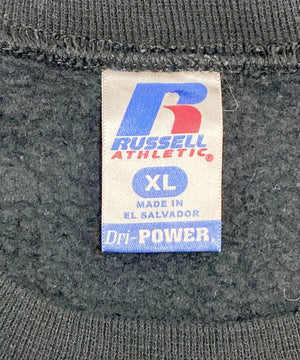 RUSSELL
ATHLETIC®
XL
MADE IN
EL SALVADOR
Dri-POWER®